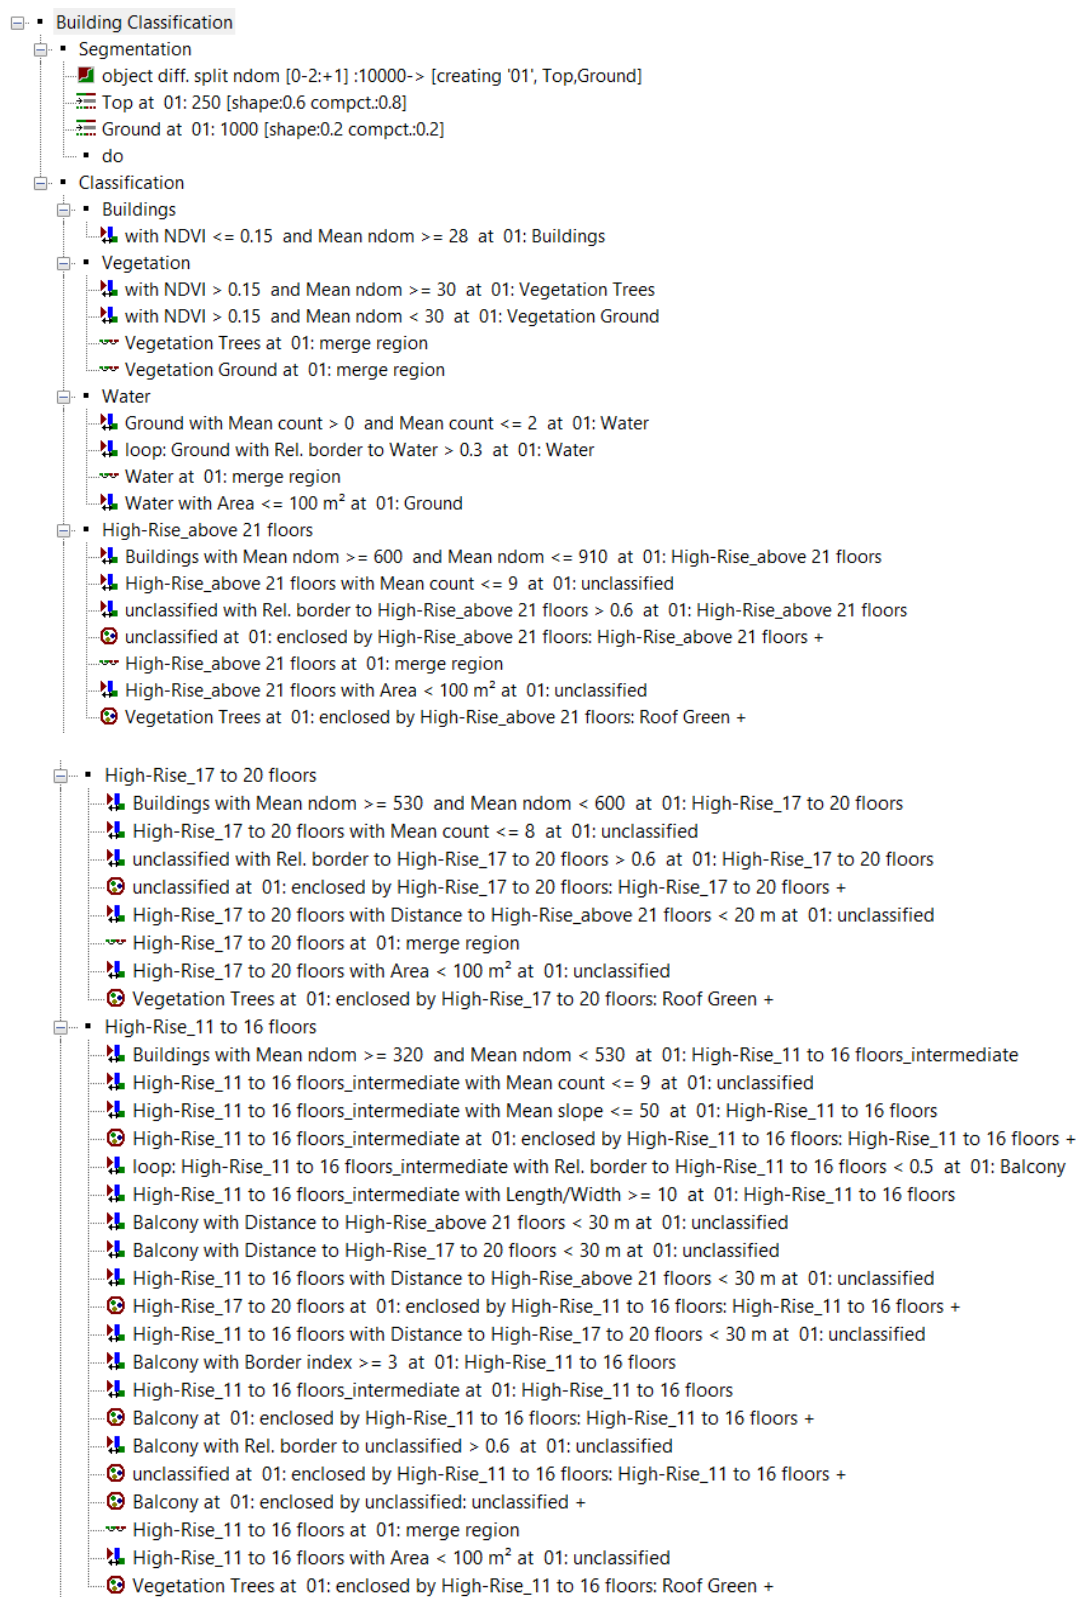 Building Classification
Segmentation
object diff. split ndom [0-2:+1] :10000-> [creating '01', Top,Ground]
Top at 01: 250 [shape:0.6 compct.:0.8]
Ground at 01: 1000 [shape:0.2 compct.:0.2]
do
Classification
Buildings
with NDVI <= 0.15 and Mean ndom >= 28 at 01: Buildings
Vegetation
with NDVI > 0.15 and Mean ndom >= 30 at 01: Vegetation Trees
with NDVI > 0.15 and Mean ndom < 30 at 01: Vegetation Ground
Vegetation Trees at 01: merge region
Vegetation Ground at 01: merge region
Water
Ground with Mean count > 0 and Mean count <= 2 at 01: Water
loop: Ground with Rel. border to Water > 0.3 at 01: Water
Water at 01: merge region
Water with Area <= 100 m² at 01: Ground
High-Rise_above 21 floors
Buildings with Mean ndom >= 600 and Mean ndom <= 910 at 01: High-Rise_above 21 floors
High-Rise_above 21 floors with Mean count <= 9 at 01: unclassified
unclassified with Rel. border to High-Rise_above 21 floors > 0.6 at 01: High-Rise_above 21 floors
unclassified at 01: enclosed by High-Rise_above 21 floors: High-Rise_above 21 floors +
High-Rise_above 21 floors at 01: merge region
High-Rise_above 21 floors with Area < 100 m² at 01: unclassified
Vegetation Trees at 01: enclosed by High-Rise_above 21 floors: Roof Green +
High-Rise_17 to 20 floors
Buildings with Mean ndom >= 530 and Mean ndom < 600 at 01: High-Rise_17 to 20 floors
High-Rise_17 to 20 floors with Mean count <= 8 at 01: unclassified
unclassified with Rel. border to High-Rise_17 to 20 floors > 0.6 at 01: High-Rise_17 to 20 floors
unclassified at 01: enclosed by High-Rise_17 to 20 floors: High-Rise_17 to 20 floors +
High-Rise_17 to 20 floors with Distance to High-Rise_above 21 floors < 20 m at 01: unclassified
High-Rise_17 to 20 floors at 01: merge region
High-Rise_17 to 20 floors with Area < 100 m² at 01: unclassified
Vegetation Trees at 01: enclosed by High-Rise_17 to 20 floors: Roof Green +
High-Rise_11 to 16 floors
Buildings with Mean ndom >= 320 and Mean ndom < 530 at 01: High-Rise_11 to 16 floors_intermediate
High-Rise_11 to 16 floors_intermediate with Mean count <= 9 at 01: unclassified
High-Rise_11 to 16 floors_intermediate with Mean slope <= 50 at 01: High-Rise_11 to 16 floors
High-Rise_11 to 16 floors_intermediate at 01: enclosed by High-Rise_11 to 16 floors: High-Rise_11 to 16 floors +
loop: High-Rise_11 to 16 floors_intermediate with Rel. border to High-Rise_11 to 16 floors < 0.5 at 01: Balcony
High-Rise_11 to 16 floors_intermediate with Length/Width >= 10 at 01: High-Rise_11 to 16 floors
Balcony with Distance to High-Rise_above 21 floors < 30 m at 01: unclassified
Balcony with Distance to High-Rise_17 to 20 floors < 30 m at 01: unclassified
High-Rise_11 to 16 floors with Distance to High-Rise_above 21 floors < 30 m at 01: unclassified
High-Rise_17 to 20 floors at 01: enclosed by High-Rise_11 to 16 floors: High-Rise_11 to 16 floors +
High-Rise_11 to 16 floors with Distance to High-Rise_17 to 20 floors < 30 m at 01: unclassified
Balcony with Border index >= 3 at 01: High-Rise_11 to 16 floors
High-Rise_11 to 16 floors_intermediate at 01: High-Rise_11 to 16 floors
Balcony at 01: enclosed by High-Rise_11 to 16 floors: High-Rise_11 to 16 floors +
Balcony with Rel. border to unclassified > 0.6 at 01: unclassified
unclassified at 01: enclosed by High-Rise_11 to 16 floors: High-Rise_11 to 16 floors +
Balcony at 01: enclosed by unclassified: unclassified +
High-Rise_11 to 16 floors at 01: merge region
High-Rise_11 to 16 floors with Area < 100 m² at 01: unclassified
Vegetation Trees at 01: enclosed by High-Rise_11 to 16 floors: Roof Green +